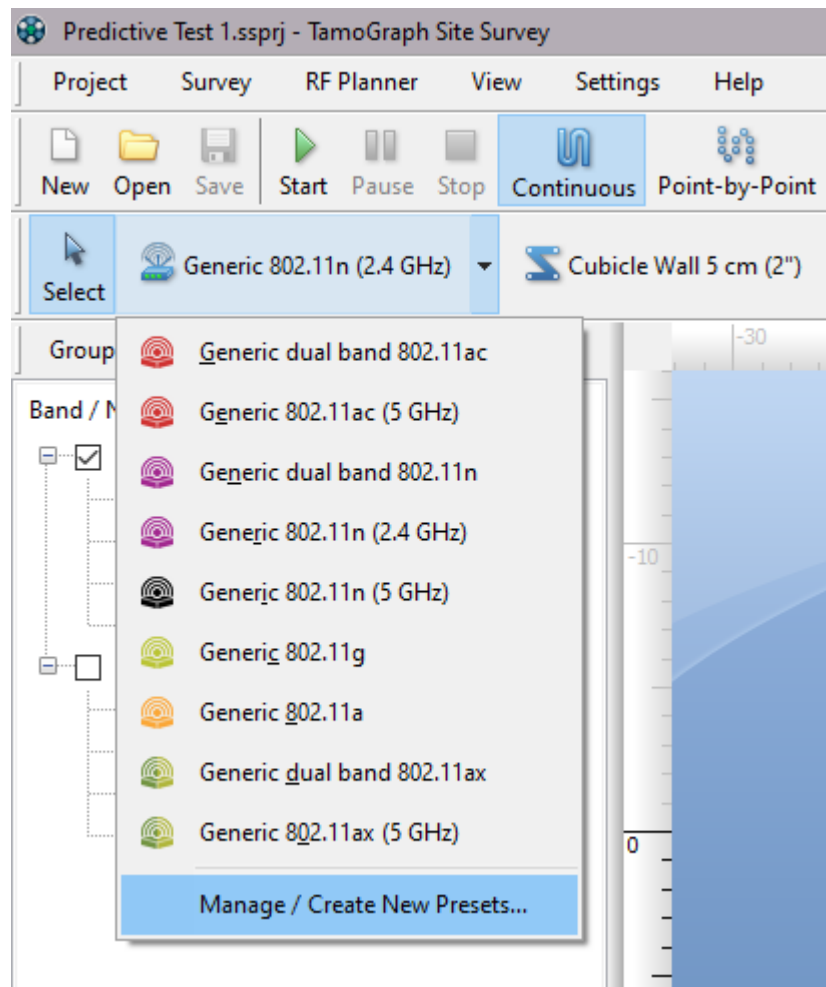 Predictive Test 1.ssprj - TamoGraph Site Survey
Project Survey RF Planner View Settings Help
New Open Save Start Pause Stop Continuous Point-by-Point
Select Generic 802.11n (2.4 GHz) Cubicle Wall 5 cm (2")
Group
-30
Generic dual band 802.11ac
Band /
Generic 802.11ac (5 GHz)
Generic dual band 802.11n
Generic 802.11n (2.4 GHz)
-10
Generic 802.11n (5 GHz)
Generic 802.11g
Generic 802.11a
Generic dual band 802.11ax
Generic 802.11ax (5 GHz)
0
Manage / Create New Presets...